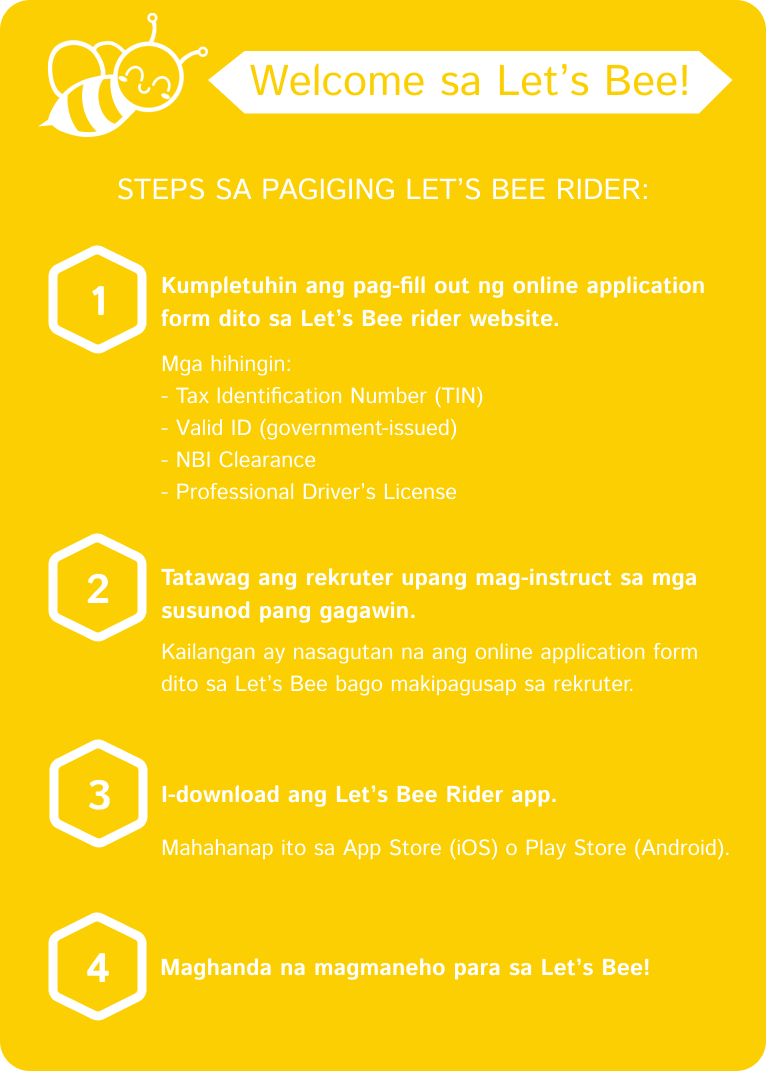 Welcome sa Let's Bee!
STEPS SA PAGIGING LET'S BEE RIDER:
1
Kumpletuhin ang pag-fill out ng online application
form dito sa Let's Bee rider website.
Mga hihingin:
- Tax Identification Number (TIN)
- Valid ID (government-issued)
- NBI Clearance
- Professional Driver's License
2
Tatawag ang rekruter upang mag-instruct sa mga
susunod pang gagawin.
Kailangan ay nasagutan na ang online application form
dito sa Let's Bee bago makipagusap sa rekruter.
3
I-download ang Let's Bee Rider app.
Mahahanap ito sa App Store (iOS) o Play Store (Android).
4
Maghanda na magmaneho para sa Let's Bee!